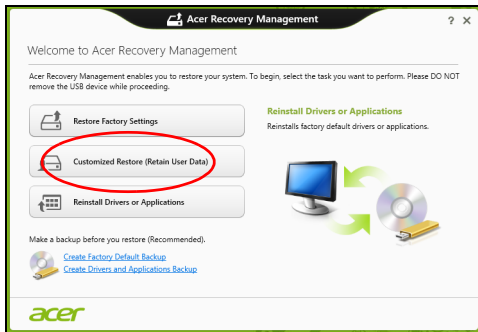 Acer Recovery Management
? ×
Welcome to Acer Recovery Management
Acer Recovery Management enables you to restore your system. To begin, select the task you want to perform. Please DO NOT
remove the USB device while proceeding.
Restore Factory Settings
Customized Restore (Retain User Data)
Reinstall Drivers or Applications
Reinstall Drivers or Applications
Reinstalls factory default drivers or applications.
Make a backup before you restore (Recommended).
Create Factory Default Backup
Create Drivers and Applications Backup
acer